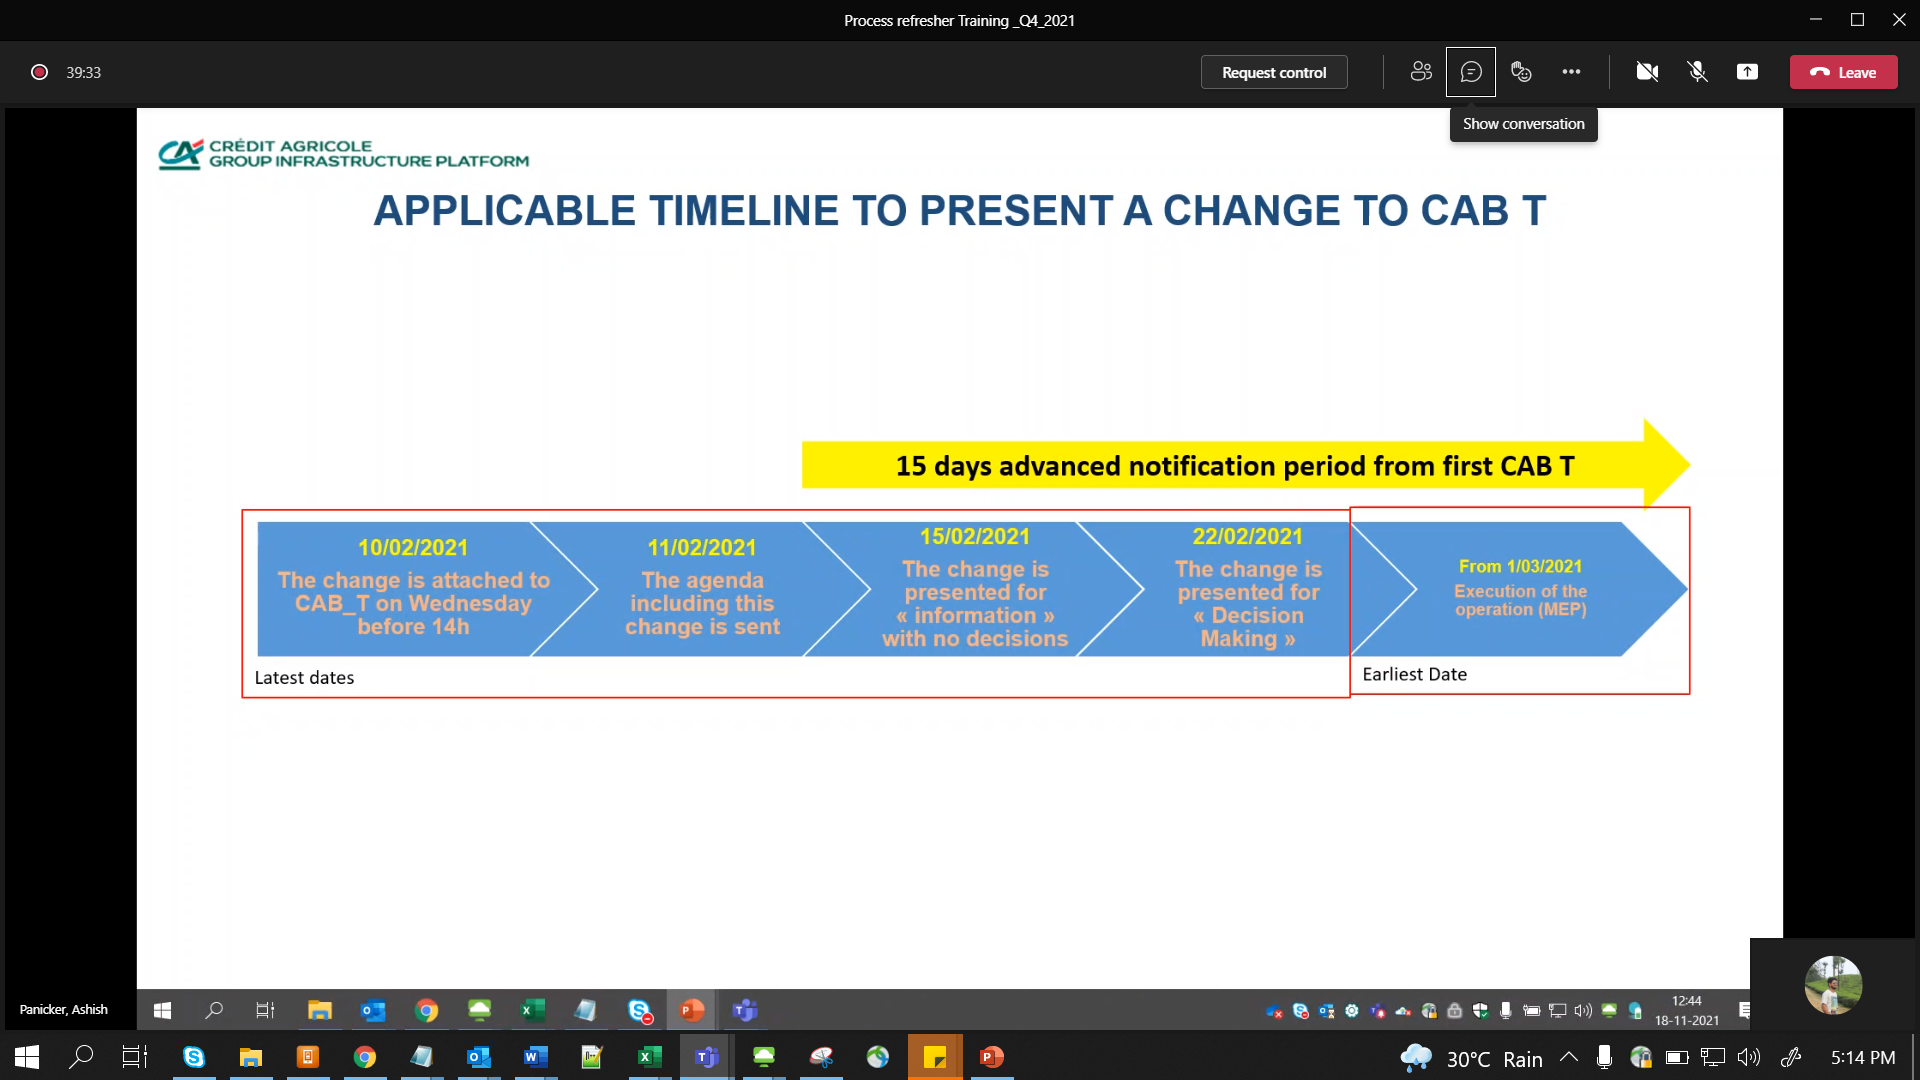 Process refresher Training _Q4_2021
39:33
Request control
Leave
Show conversation
CRÉDIT AGRICOLE
GROUP INFRASTRUCTURE PLATFORM
APPLICABLE TIMELINE TO PRESENT A CHANGE TO CAB T
15 days advanced notification period from first CAB T
10/02/2021
The change is attached to
CAB_T on Wednesday
before 14h
11/02/2021
The agenda
including this
change is sent
15/02/2021
The change is
presented for
« information »
with no decisions
22/02/2021
The change is
presented for
« Decision
Making »
From 1/03/2021
Execution of the
operation (MEP)
Latest dates
Earliest Date
Panicker, Ashish
12:44
18-11-2021
30°C Rain
5:14 PM